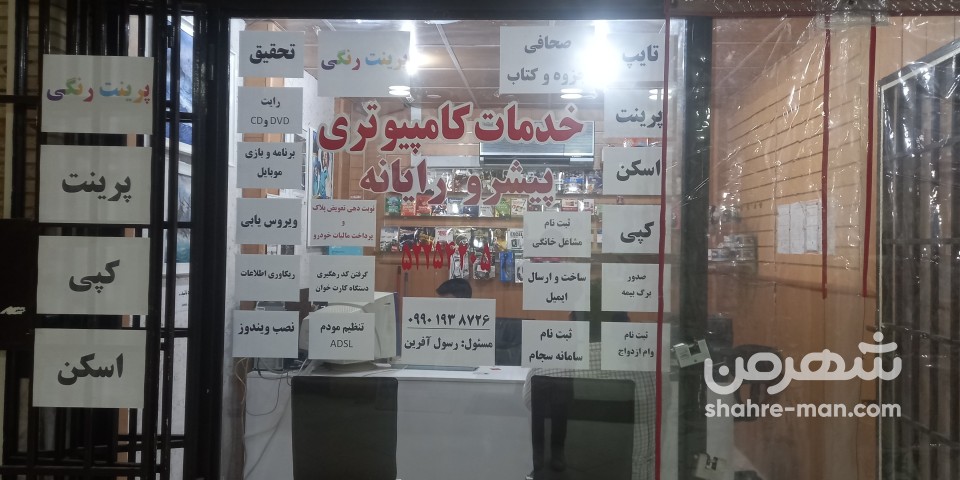 پرینت رنگی
پرینت
کپی
اسکن
تحقیق
رایت
DVD و CD
برنامه و بازی
موبایل
ویروس یابی
ریکاوری اطلاعات
نصب ویندوز
پرینت رنگی
خدمات کامپیوتری
پیشرو رایانه
نوبت دهی تعویض پلاک
و
پرداخت مالیات خودرو
گرفتن کد رهگیری
دستگاه کارت خوان
تنظیم مودم
ADSL
۰۹۹۰ ۱۹۳ ۸۷۲۶
مسئول: رسول آفرین
صحافی
جزوه و کتاب
ثبت نام
مشاغل خانگی
ساخت و ارسال
ایمیل
ثبت نام
سامانه سجام
تایپ
پرینت
اسکن
کپی
صدور
برگ بیمه
ثبت نام
وام ازدواج
شهر من
shahre-man.com